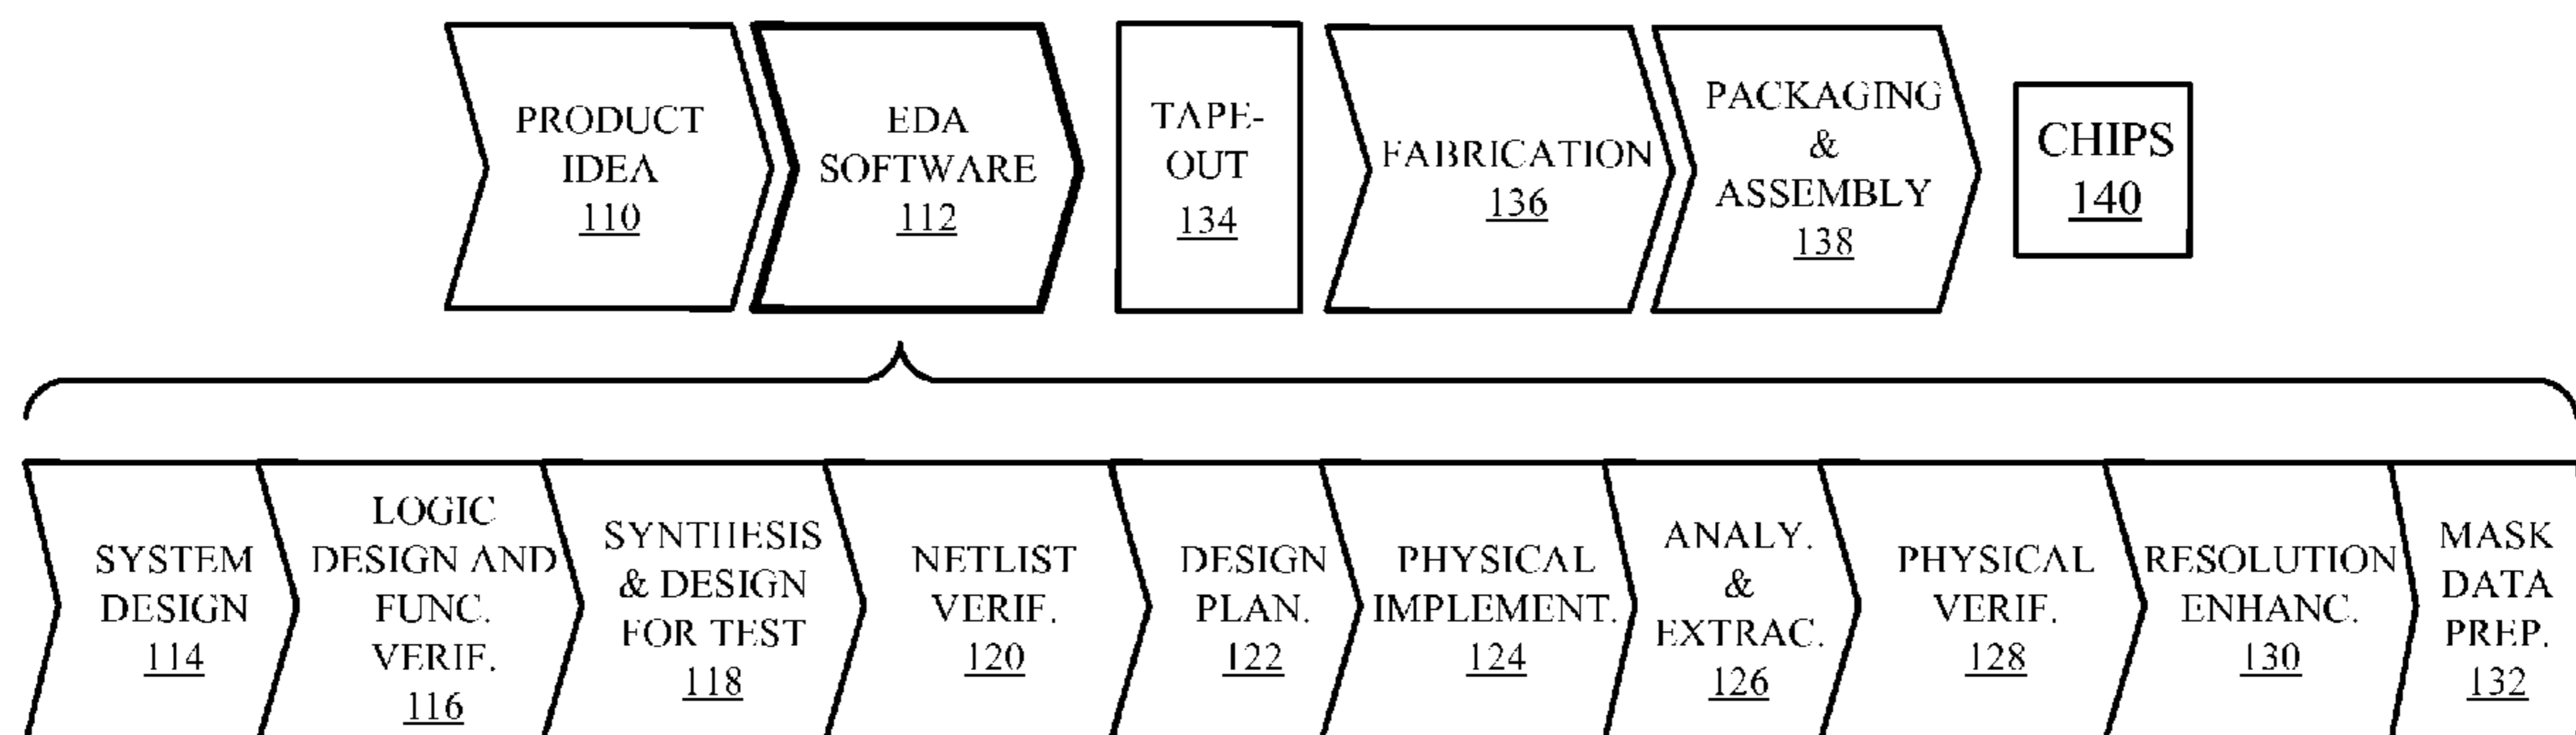 PRODUCT
IDEA
110
EDA
SOFTWARE
112
TAPE-
OUT
134
FABRICATION
136
PACKAGING
&
ASSEMBLY
138
CHIPS
140
SYSTEM
DESIGN
114
LOGIC
DESIGN AND
FUNC.
VERIF.
116
SYNTHESIS
& DESIGN
FOR TEST
118
NETLIST
VERIF.
120
DESIGN
PLAN.
122
PHYSICAL
IMPLEMENT.
124
ANALY.
&
EXTRAC.
126
PHYSICAL
VERIF.
128
RESOLUTION
ENHANC.
130
MASK
DATA
PREP.
132